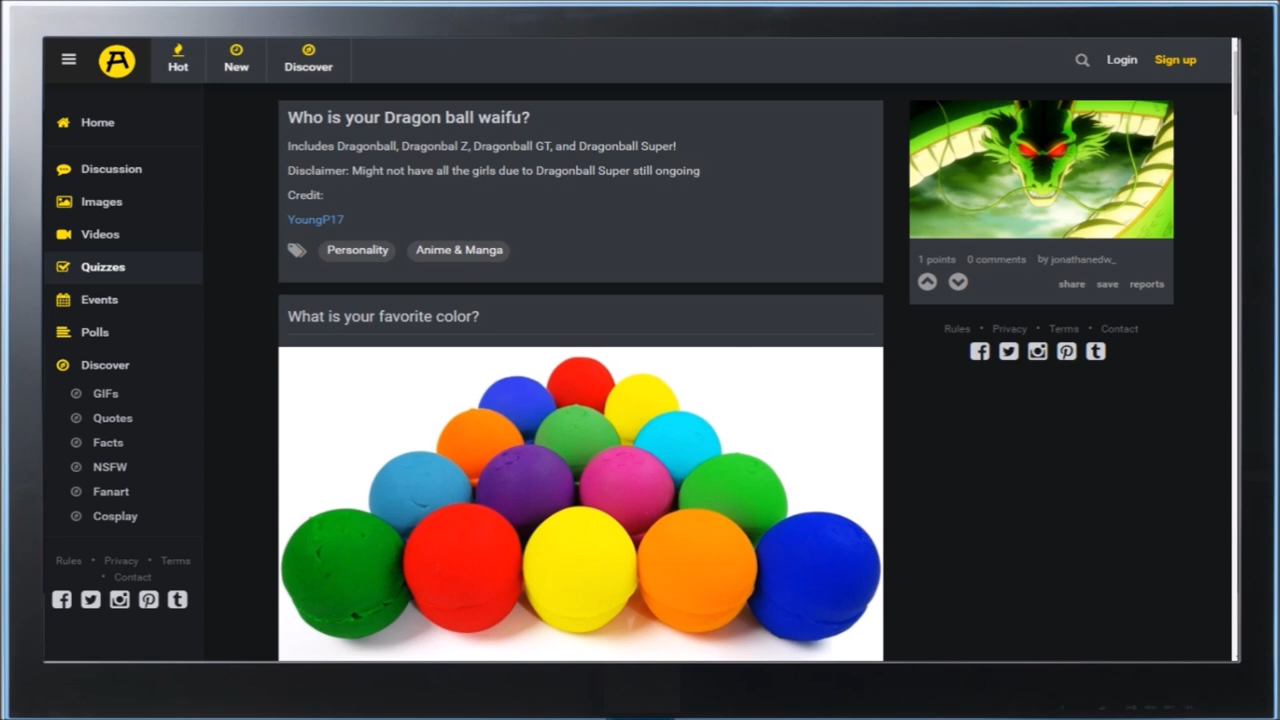 Hot
New
Discover
Login
Sign up
Home
Discussion
Images
Videos
Quizzes
Events
Polls
Discover
GIFs
Quotes
Facts
NSFW
Fanart
Cosplay
Rules • Privacy • Terms
• Contact
Who is your Dragon ball waifu?
Includes Dragonball, Dragonbal Z, Dragonball GT, and Dragonball Super!
Disclaimer: Might not have all the girls due to Dragonball Super still ongoing
Credit:
YoungP17
Personality Anime & Manga
What is your favorite color?
1 points 0 comments by jonathanedw_
share save reports
Rules • Privacy • Terms • Contact